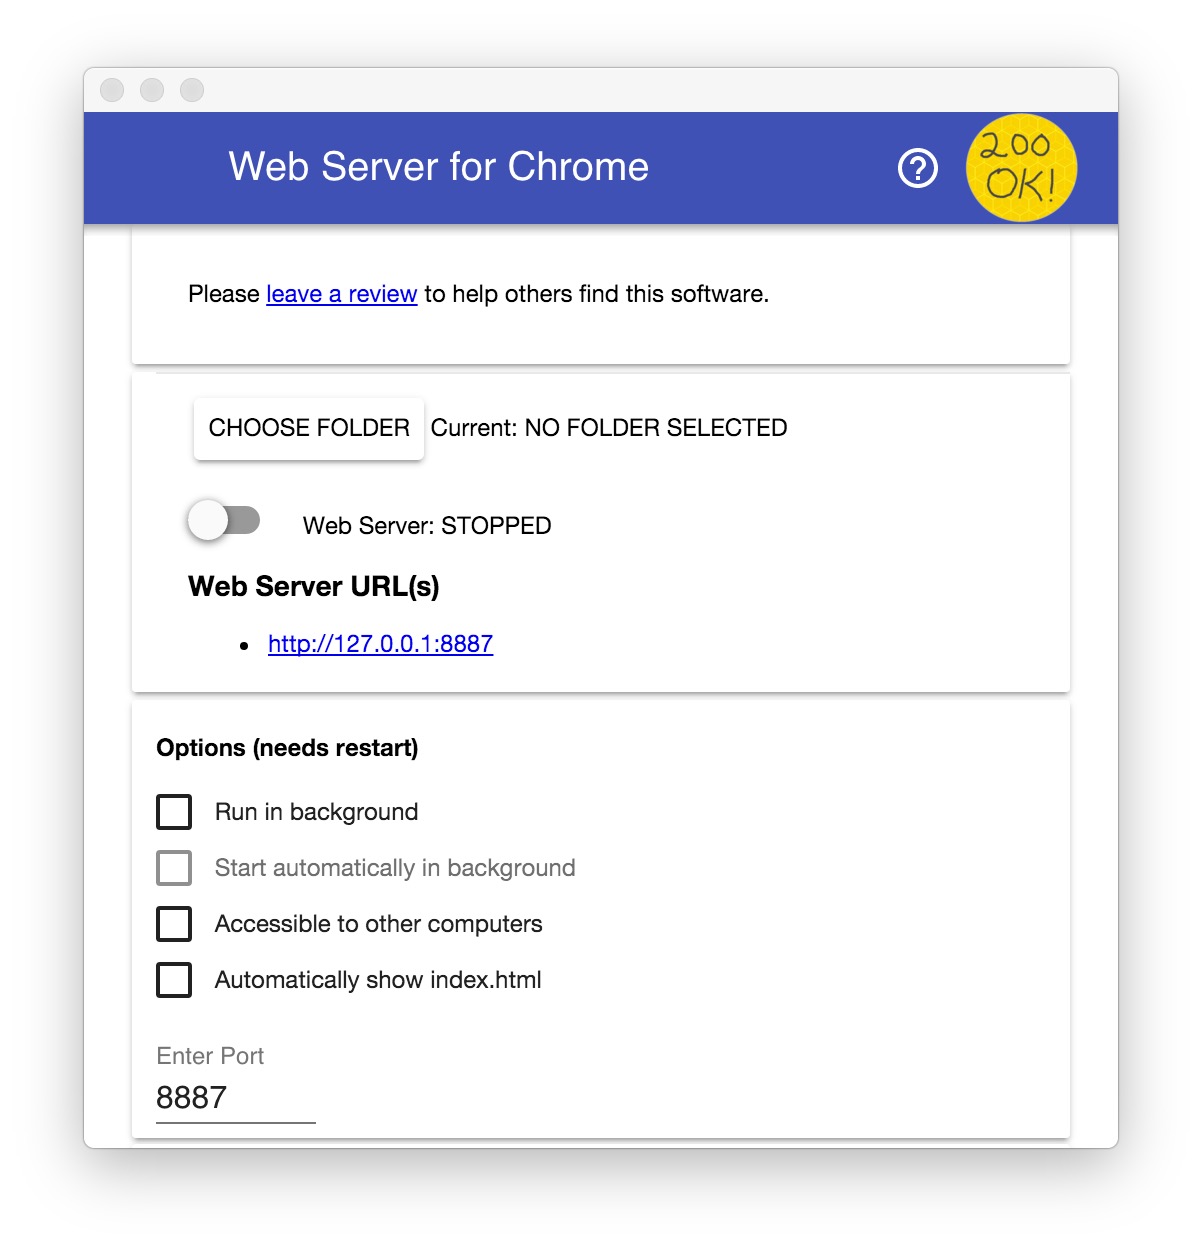 Web Server for Chrome
200
OK!
Please leave a review to help others find this software.
CHOOSE FOLDER Current: NO FOLDER SELECTED
Web Server: STOPPED
Web Server URL(s)
• http://127.0.0.1:8887
Options (needs restart)
Run in background
Start automatically in background
Accessible to other computers
Automatically show index.html
Enter Port
8887